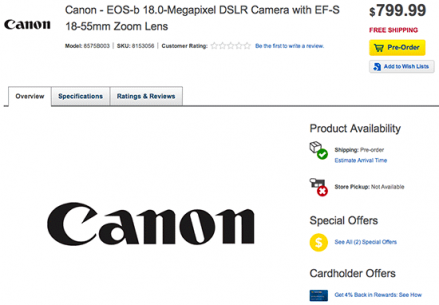 Canon
Canon - EOS-b 18.0-Megapixel DSLR Camera with EF-S
18-55mm Zoom Lens
Model: 8575B003 | SKU: 8153056 | Customer Rating: Be the first to write a review.
$799.99
FREE SHIPPING
Pre-Order
Add to Wish Lists
Overview
Specifications
Ratings & Reviews
Canon
Product Availability
Shipping: Pre-order
Estimate Arrival Time
Store Pickup: Not Available
Special Offers
$ See All (2) Special Offers
Cardholder Offers
Get 4% Back in Rewards: See How